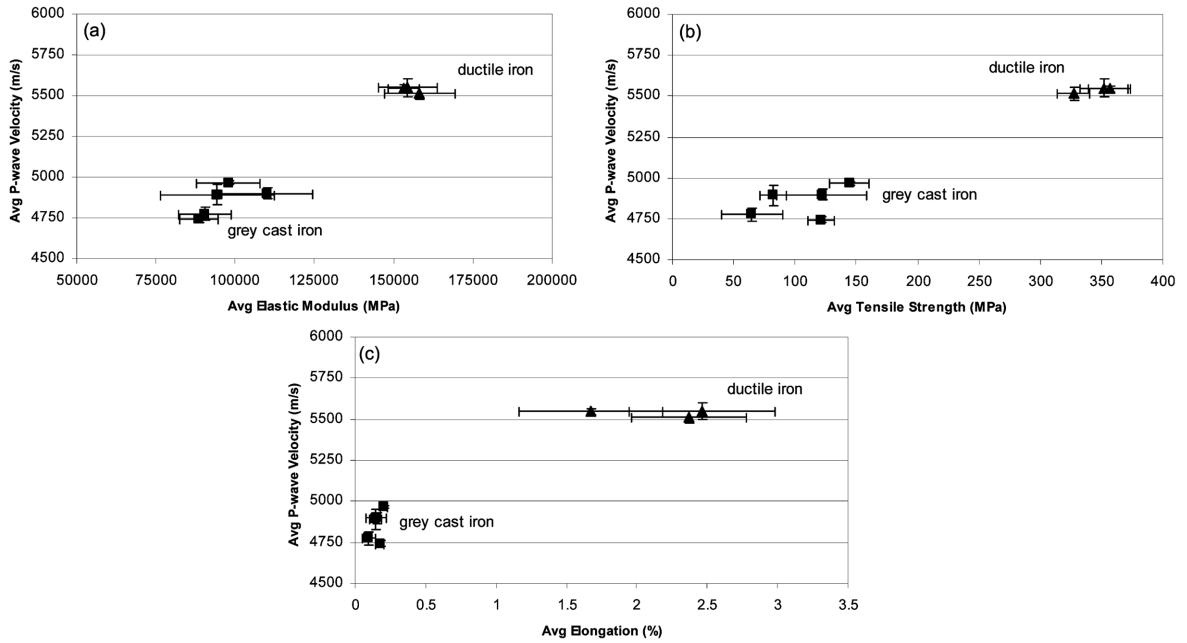 6000
(a)
5750
ductile iron
5500
5250
5000
4750
grey cast iron
4500
50000 75000 100000 125000 150000 175000 200000
Avg P-wave Velocity (m/s)
Avg Elastic Modulus (MPa)
6000
(b)
5750
ductile iron
5500
5250
5000
grey cast iron
4750
4500
0 50 100 150 200 250 300 350 400
Avg P-wave Velocity (m/s)
Avg Tensile Strength (MPa)
6000
(c)
5750
ductile iron
5500
5250
5000
grey cast iron
4750
4500
0 0.5 1 1.5 2 2.5 3 3.5
Avg P-wave Velocity (m/s)
Avg Elongation (%)